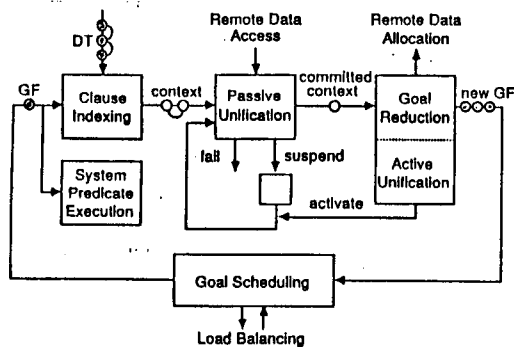 Remote Data
Access
Remote Data
Allocation
DT
GF
Clause
Indexing
context
Passive
Unification
committed
context
Goal
Reduction
new GF
fail
suspend
System
Predicate
Execution
Active
Unification
activate
Goal Scheduling
Load Balancing